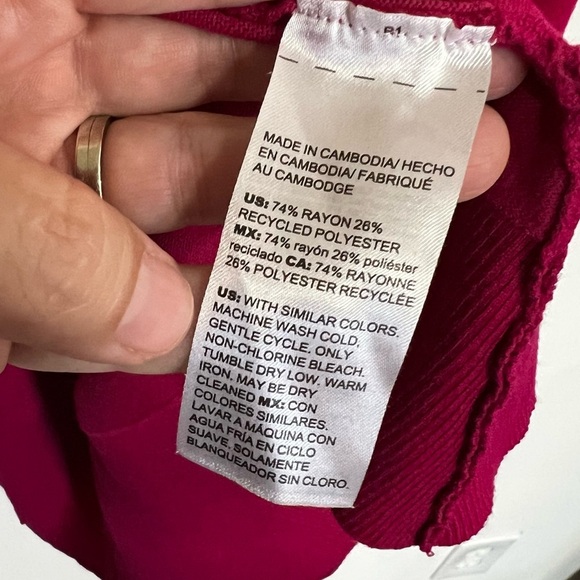 B1
MADE IN CAMBODIA/ HECHO
EN CAMBODIA/ FABRIQUÉ
AU CAMBODGE
US: 74% RAYON 26%
RECYCLED POLYESTER
MX: 74% rayón 26% poliéster
reciclado CA: 74% RAYONNE
26% POLYESTER RECYCLÉE
US: WITH SIMILAR COLORS.
MACHINE WASH COLD.
GENTLE CYCLE. ONLY
NON-CHLORINE BLEACH.
TUMBLE DRY LOW. WARM
IRON. MAY BE DRY
CLEANED MX: CON
COLORES SIMILARES.
LAVAR A MÁQUINA CON
AGUA FRÍA EN CICLO
SUAVE. SOLAMENTE
BLANQUEADOR SIN CLORO.